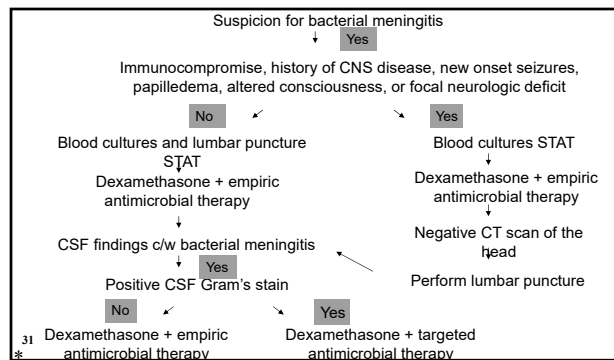 Suspicion for bacterial meningitis
Yes
Immunocompromise, history of CNS disease, new onset seizures,
papilledema, altered consciousness, or focal neurologic deficit
No
Yes
Blood cultures and lumbar puncture
STAT
Blood cultures STAT
Dexamethasone + empiric
antimicrobial therapy
Dexamethasone + empiric
antimicrobial therapy
Negative CT scan of the
head
CSF findings c/w bacterial meningitis
Yes
Perform lumbar puncture
Positive CSF Gram's stain
No
Yes
31
*
Dexamethasone + empiric
antimicrobial therapy
Dexamethasone + targeted
antimicrobial therapy